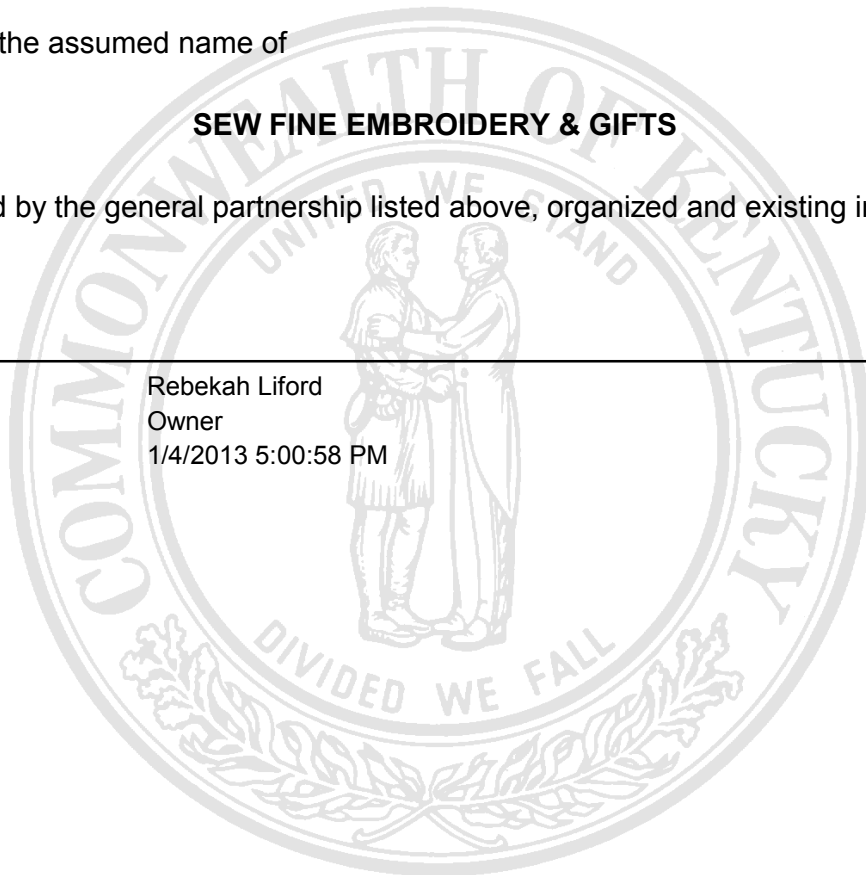 the assumed name of
SEW FINE EMBROIDERY & GIFTS
by the general partnership listed above, organized and existing
Rebekah Liford
Owner
1/4/2013 5:00:58 PM
COMMONWEALTH OF KENTUCKY
UNITED WE STAND
DIVIDED WE FALL